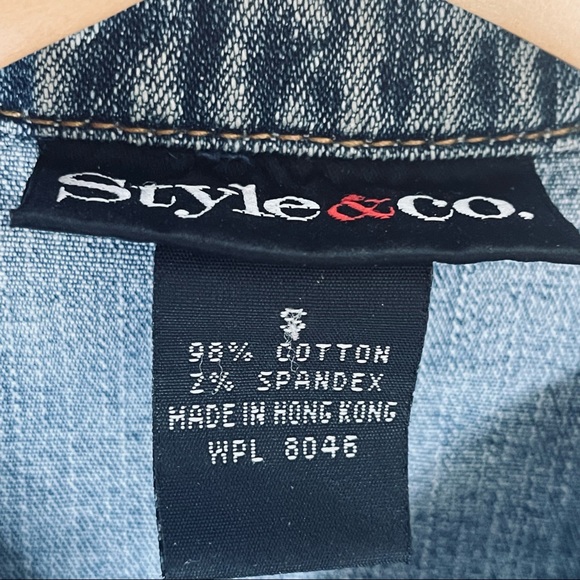 Style&co.
98% COTTON
2% SPANDEX
MADE IN HONG KONG
WPL 8046